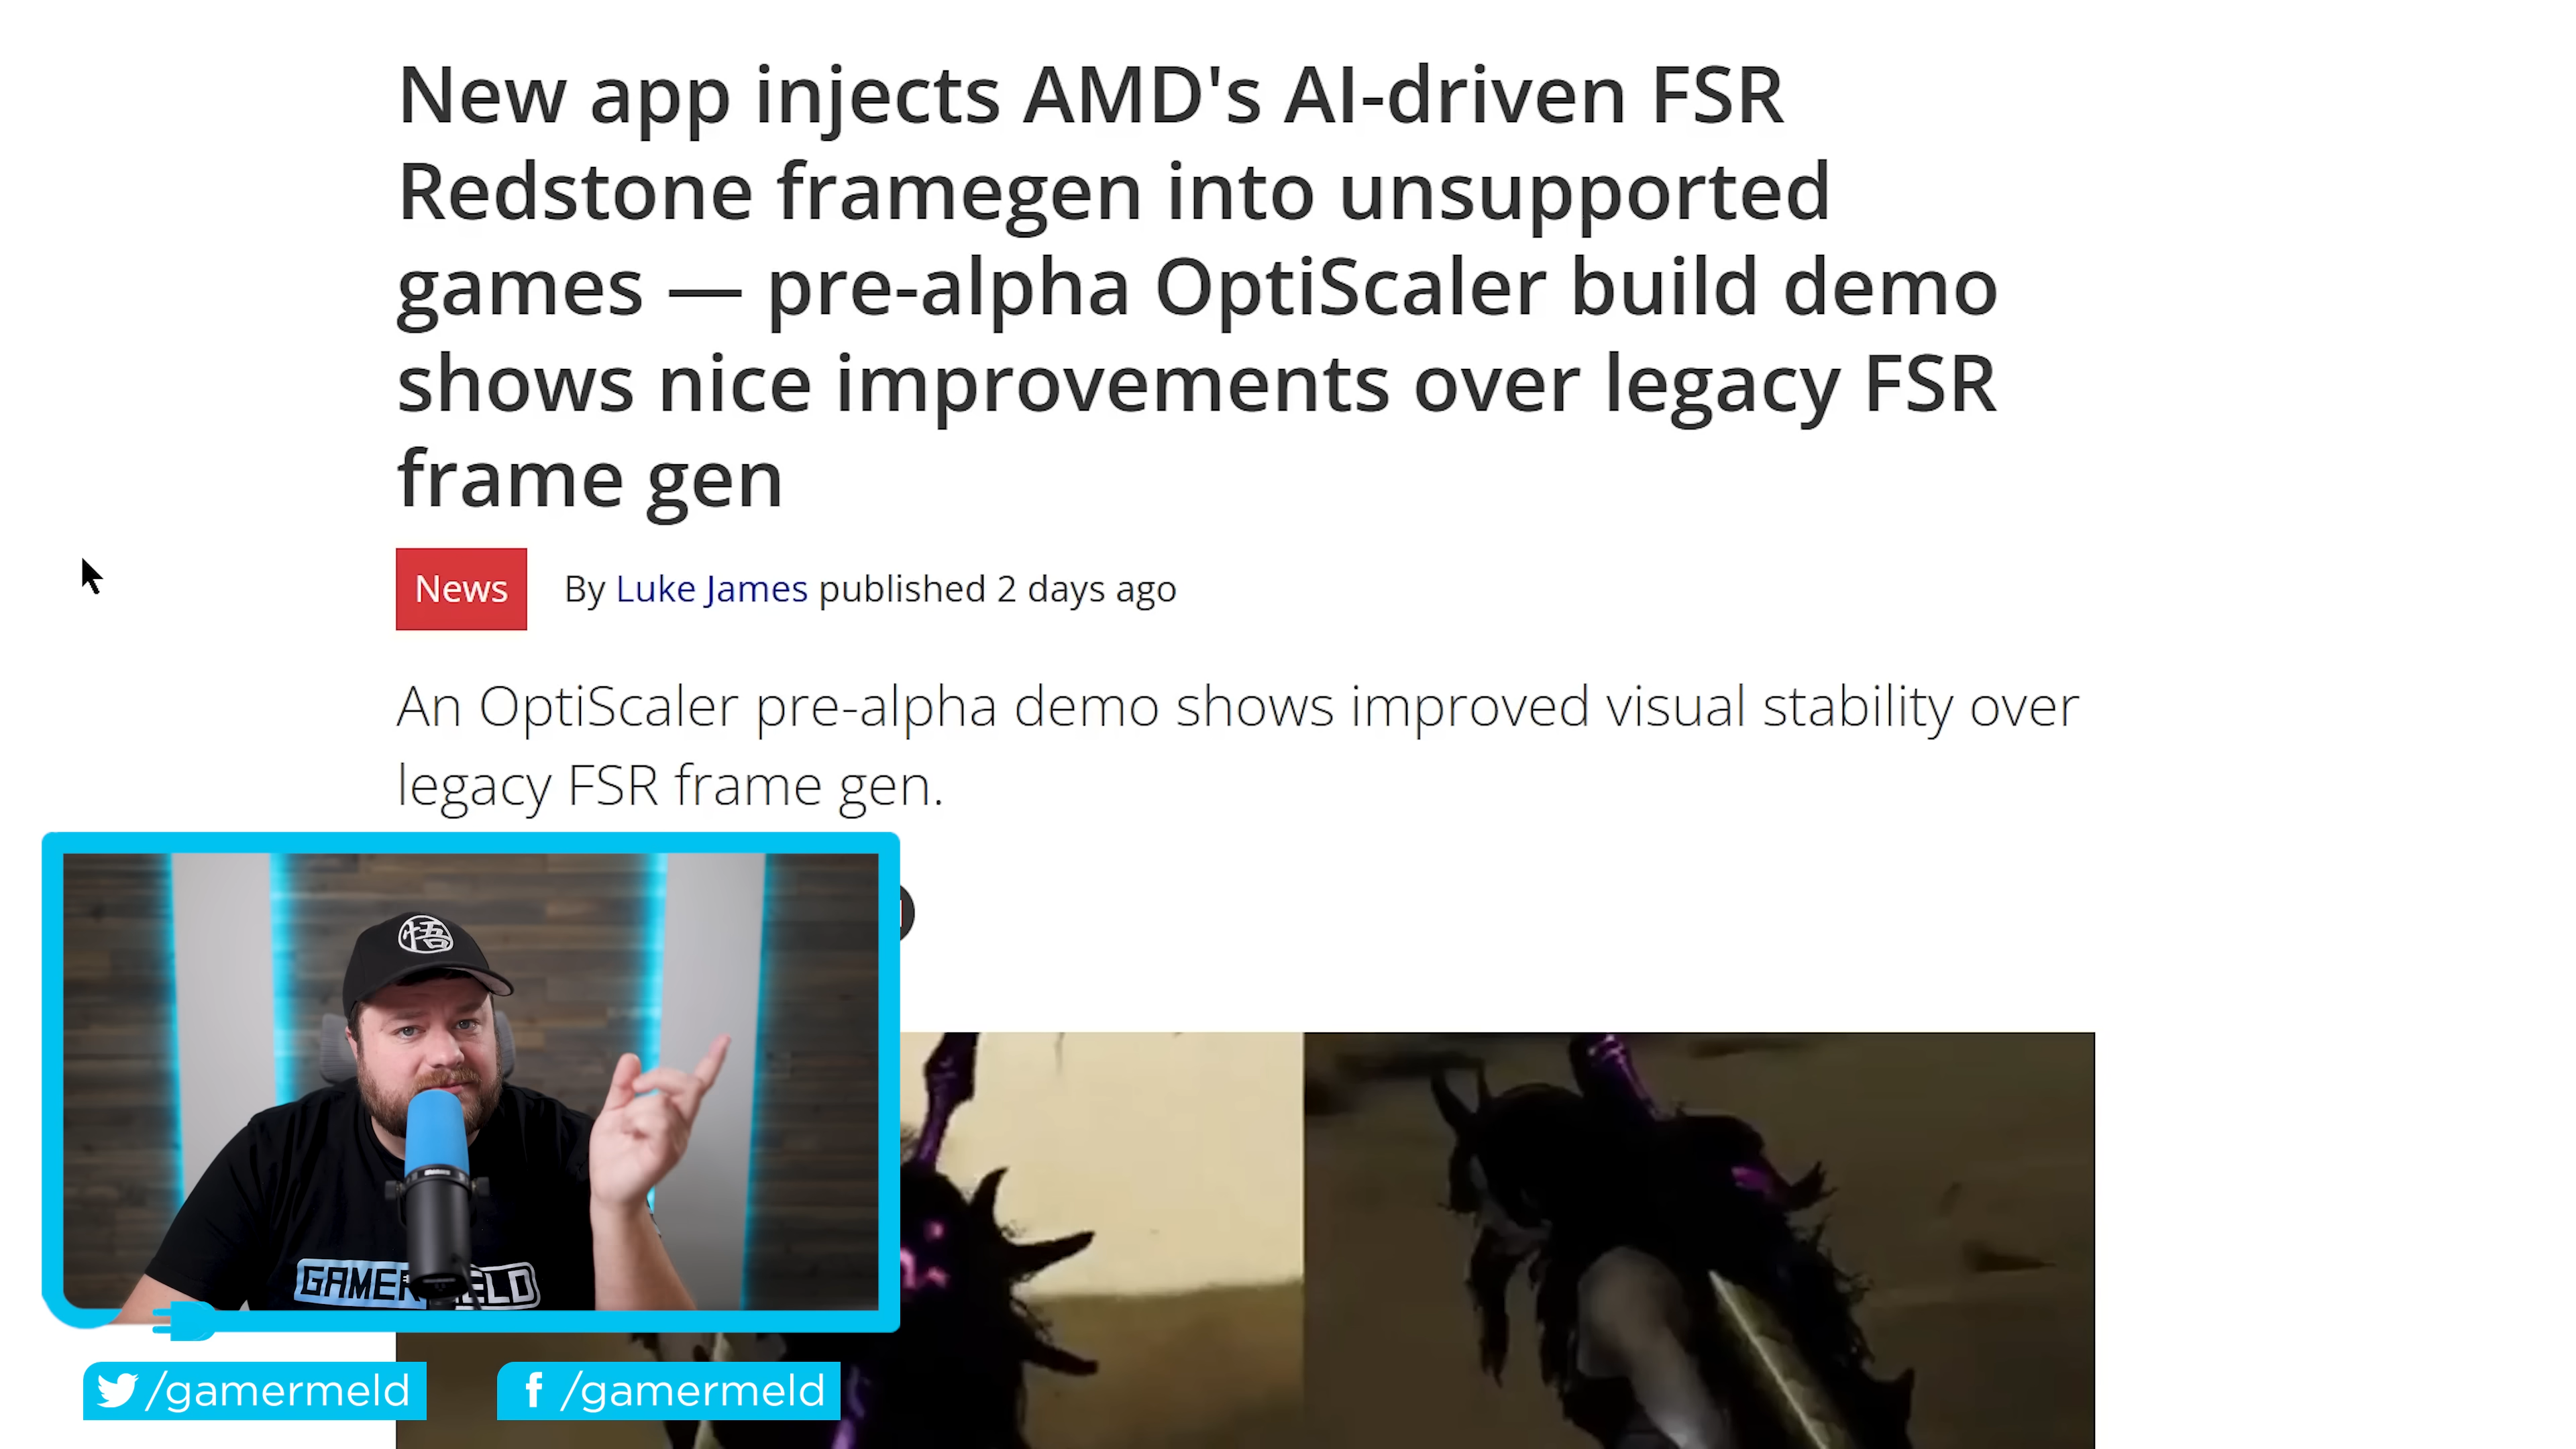 New app injects AMD's AI-driven FSR
Redstone framegen into unsupported
games — pre-alpha OptiScaler build demo
shows nice improvements over legacy FSR
frame gen
News
By Luke James published 2 days ago
An OptiScaler pre-alpha demo shows improved visual stability over
legacy FSR frame gen.
悟
/gamermeld
/gamermeld